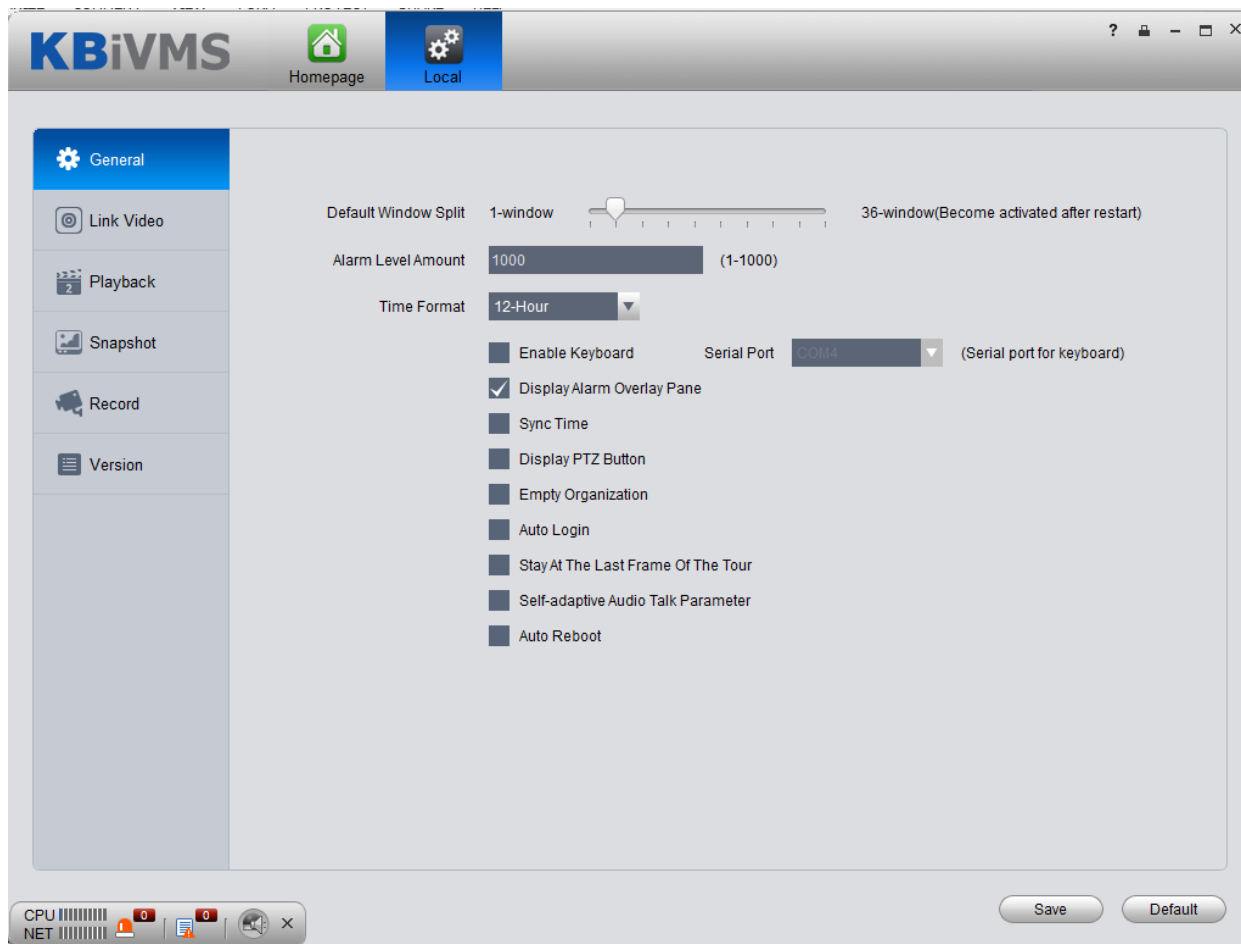 KBiVMS
Homepage
Local
?
General
Link Video
2
Playback
Snapshot
Record
Version
Default Window Split 1-window 36-window(Become activated after restart)
Alarm Level Amount 1000 (1-1000)
Time Format 12-Hour
Enable Keyboard Serial Port COM4 (Serial port for keyboard)
Display Alarm Overlay Pane
Sync Time
Display PTZ Button
Empty Organization
Auto Login
Stay At The Last Frame Of The Tour
Self-adaptive Audio Talk Parameter
Auto Reboot
Save Default
CPU 0 0
NET